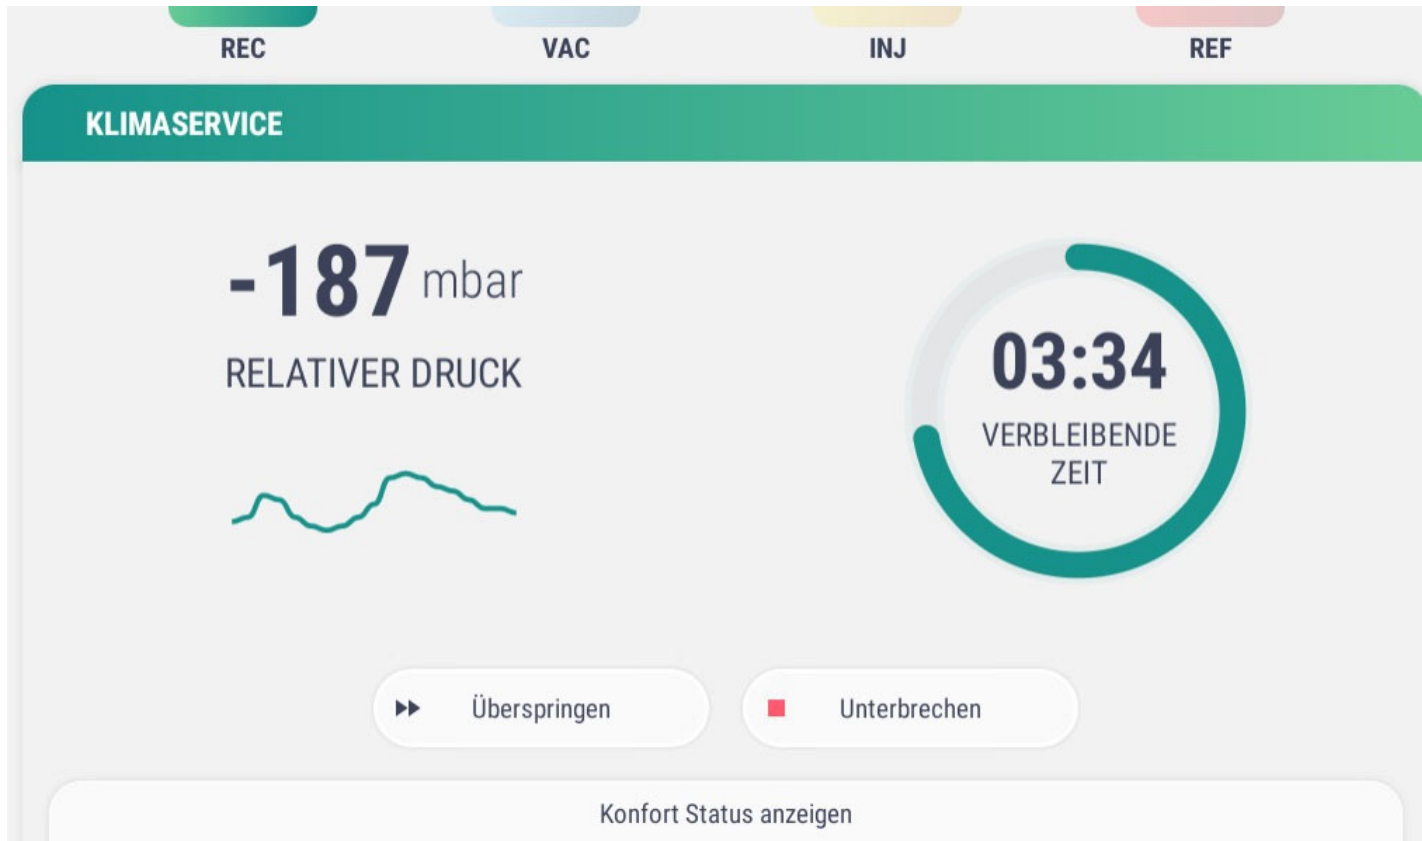 REC VAC INJ REF
KLIMASERVICE
-187 mbar
RELATIVER DRUCK
03:34
VERBLEIBENDE
ZEIT
Überspringen Unterbrechen
Konfort Status anzeigen